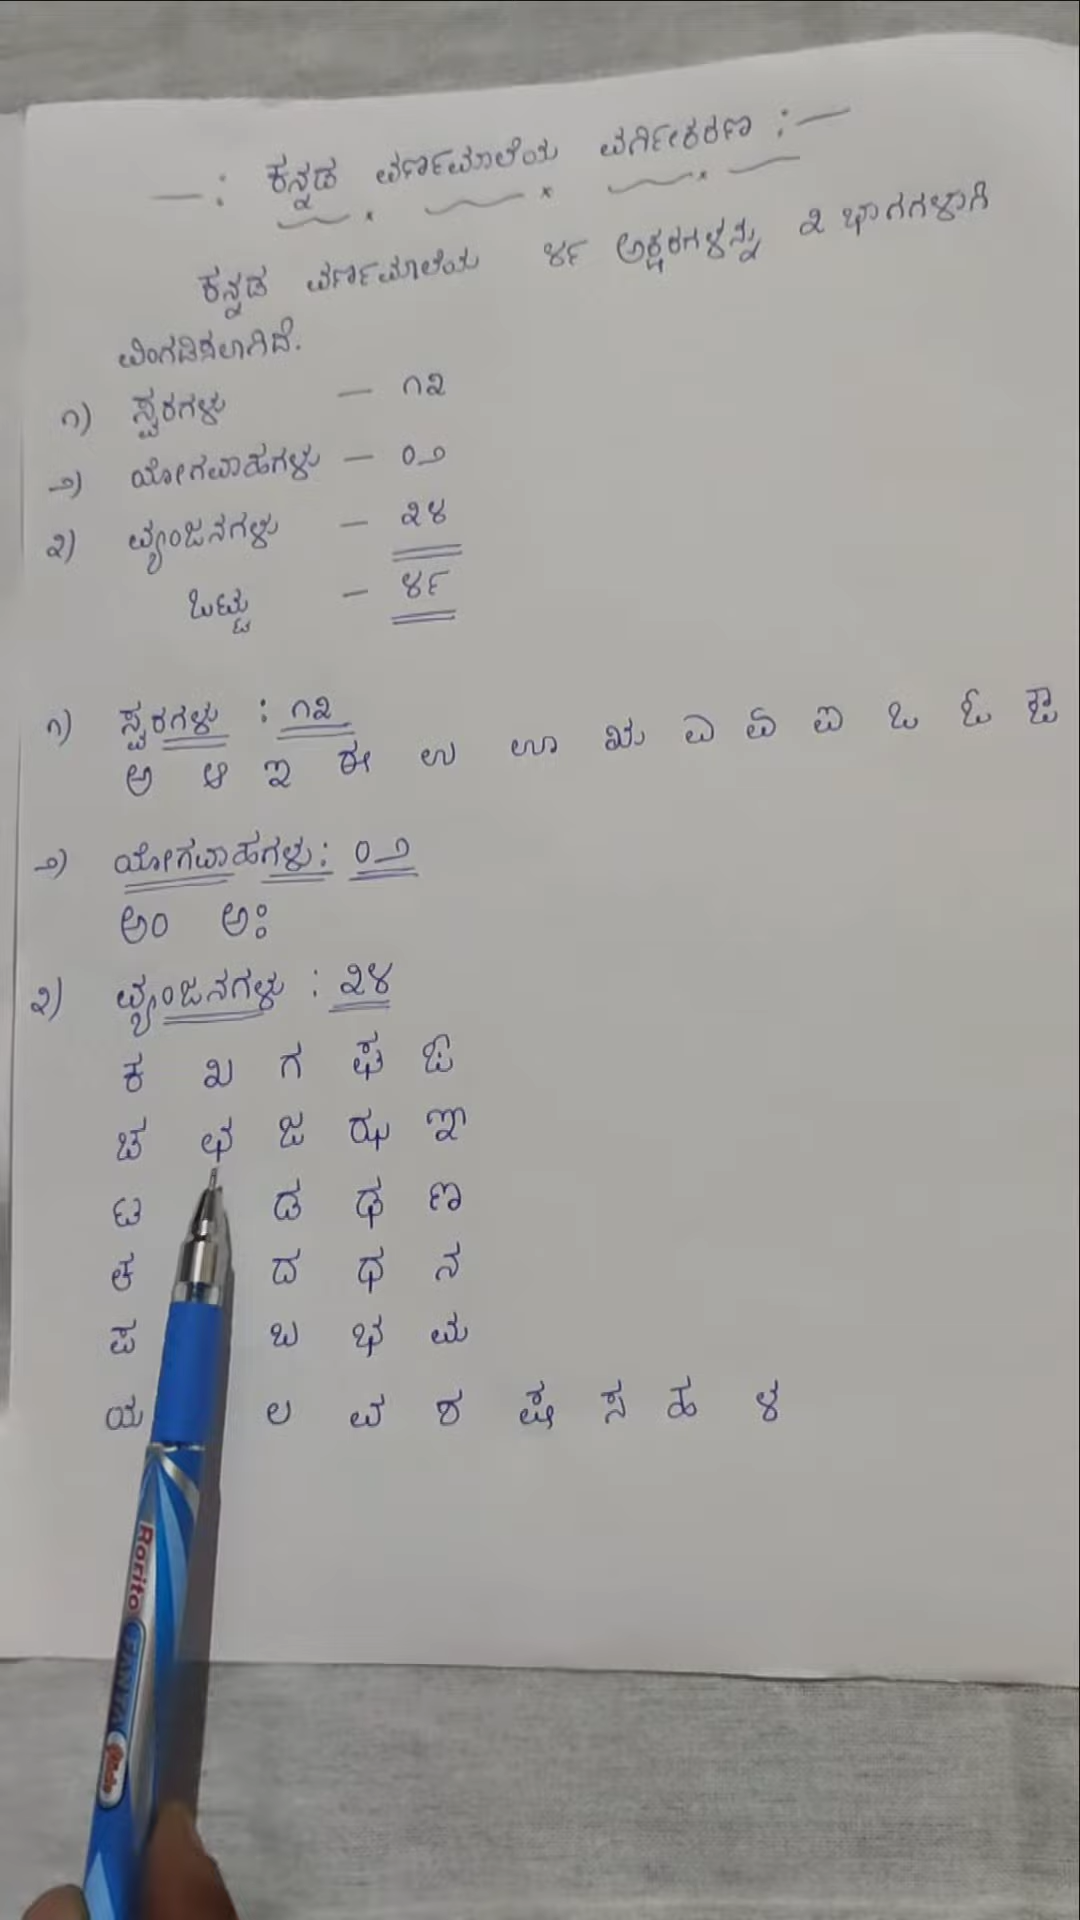 —: ಕನ್ನಡ ವರ್ಣಮಾಲೆಯ ವರ್ಗೀಕರಣ :—
ಕನ್ನಡ ವರ್ಣಮಾಲೆಯ ೪೯ ಅಕ್ಷರಗಳನ್ನು ೩ ಭಾಗಗಳಾಗಿ
ವಿಂಗಡಿಸಲಾಗಿದೆ.
೧) ಸ್ವರಗಳು — ೧೩
೨) ಯೋಗವಾಹಗಳು — ೦೨
೩) ವ್ಯಂಜನಗಳು — ೩೪
ಒಟ್ಟು — ೪೯
೧) ಸ್ವರಗಳು : ೧೩
ಅ ಆ ಇ ಈ ಉ ಊ ಋ ಎ ಏ ಐ ಒ ಓ ಔ
೨) ಯೋಗವಾಹಗಳು : ೦೨
ಅಂ ಅಃ
೩) ವ್ಯಂಜನಗಳು : ೩೪
ಕ ಖ ಗ ಘ ಙ
ಚ ಛ ಜ ಝ ಞ
ಟ ಡ ಢ ಣ
ತ ದ ಧ ನ
ಪ ಬ ಭ ಮ
ಯ ಲ ವ ಶ ಷ ಸ ಹ ಳ
Rorito